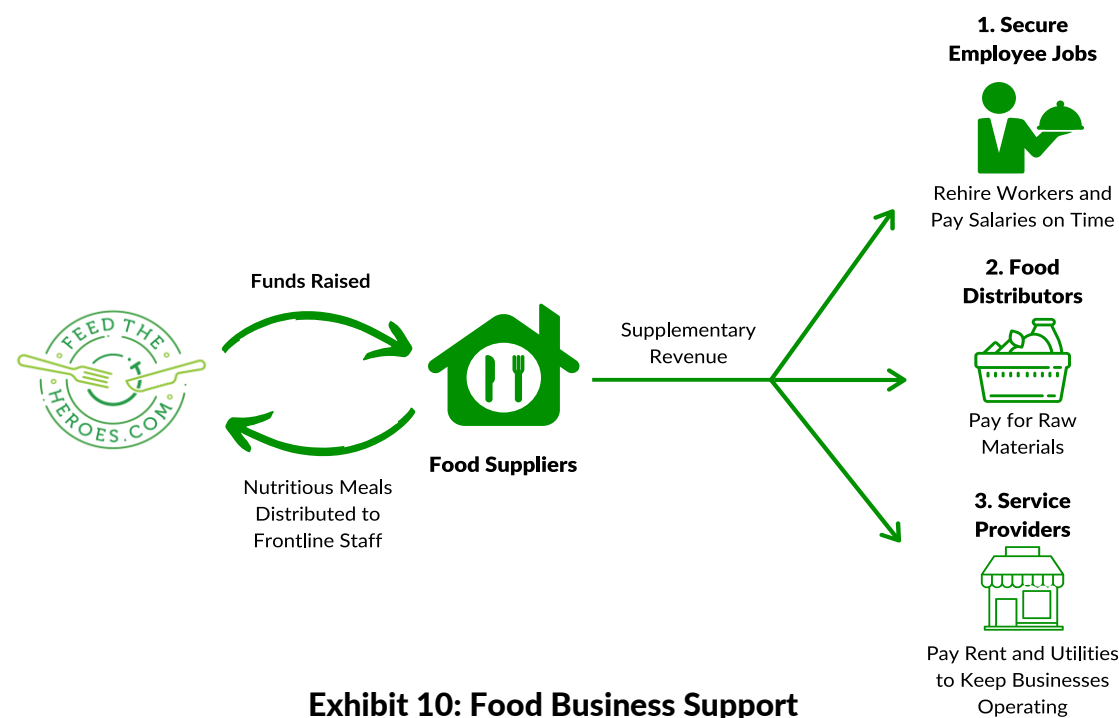 1. Secure
Employee Jobs
Rehire Workers and
Pay Salaries on Time
Funds Raised
FEED THE
HEROES.COM
Supplementary
Revenue
Food Suppliers
Nutritious Meals
Distributed to
Frontline Staff
2. Food
Distributors
Pay for Raw
Materials
3. Service
Providers
Pay Rent and Utilities
to Keep Businesses
Operating
Exhibit 10: Food Business Support